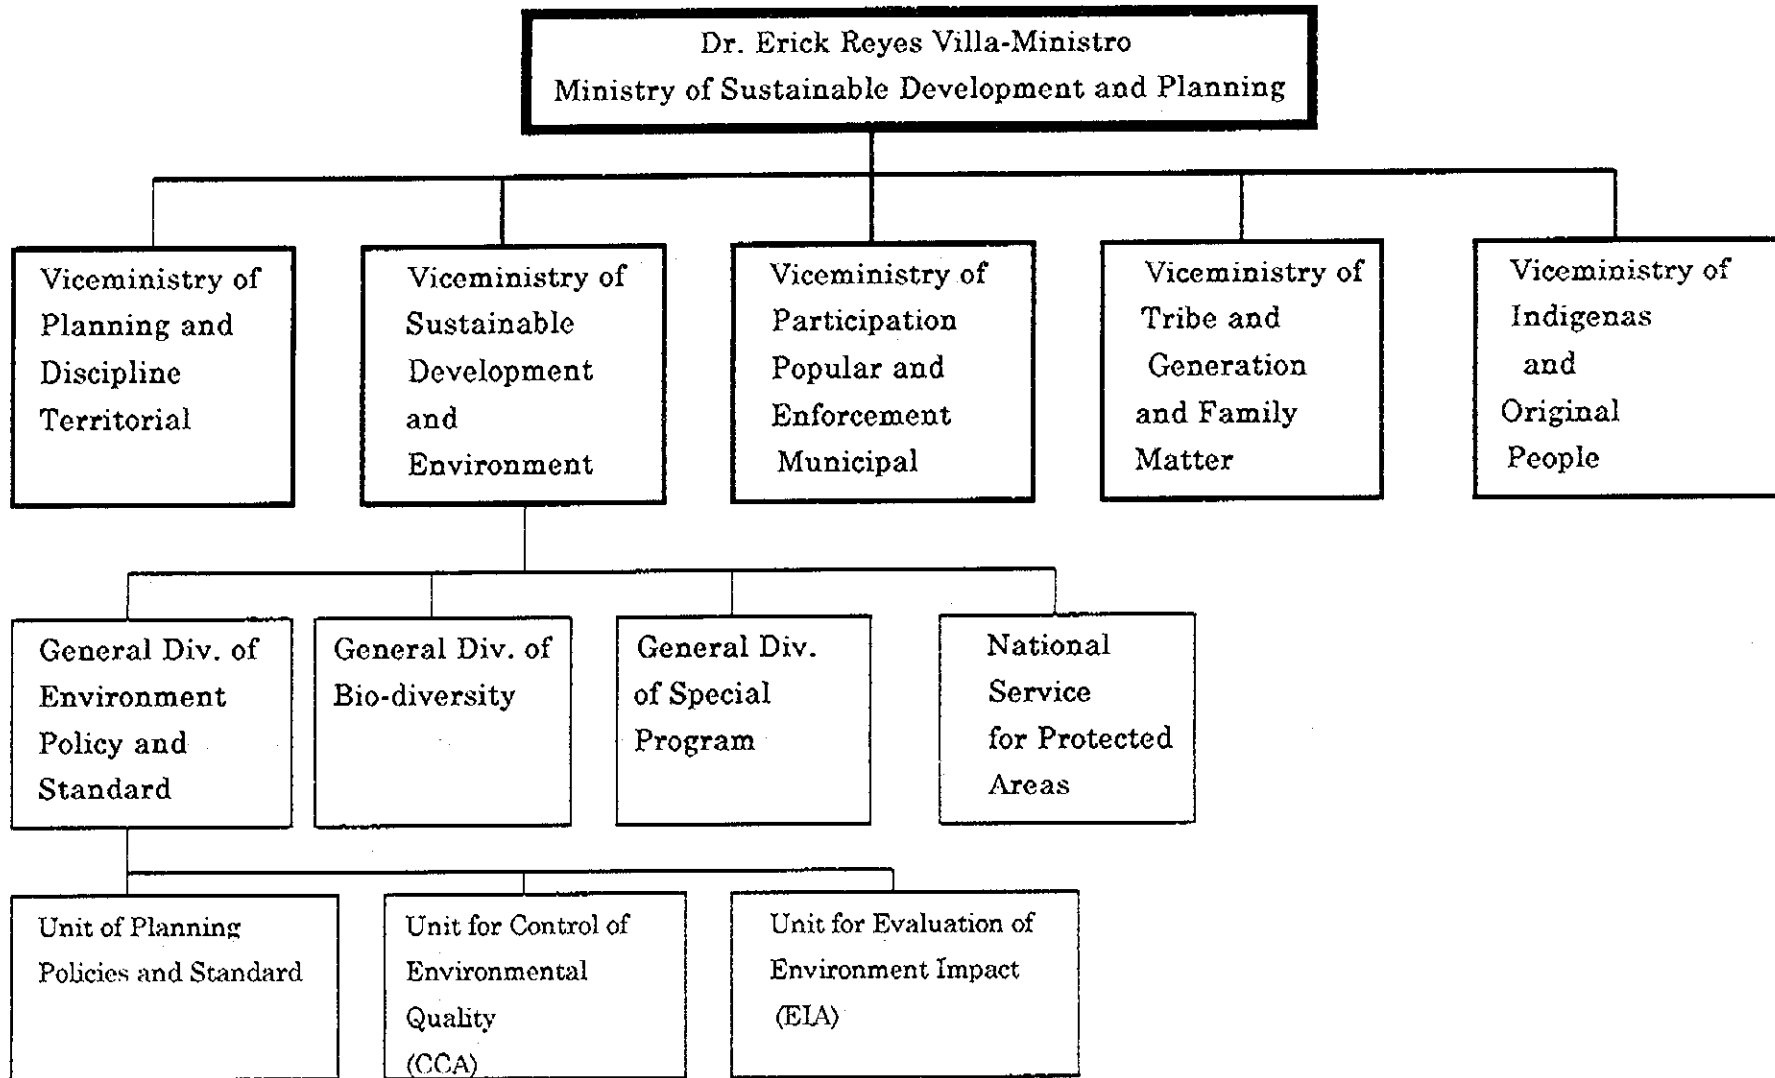 Dr. Erick Reyes Villa-Ministro
Ministry of Sustainable Development and Planning
Viceministry of
Planning and
Discipline
Territorial
Viceministry of
Sustainable
Development
and
Environment
Viceministry of
Participation
Popular and
Enforcement
Municipal
Viceministry of
Tribe and
Generation
and Family
Matter
Viceministry of
Indigenas
and
Original
People
General Div. of
Environment
Policy and
Standard
General Div. of
Bio-diversity
General Div.
of Special
Program
National
Service
for Protected
Areas
Unit of Planning
Policies and Standard
Unit for Control of
Environmental
Quality
(CCA)
Unit for Evaluation of
Environment Impact
(EIA)